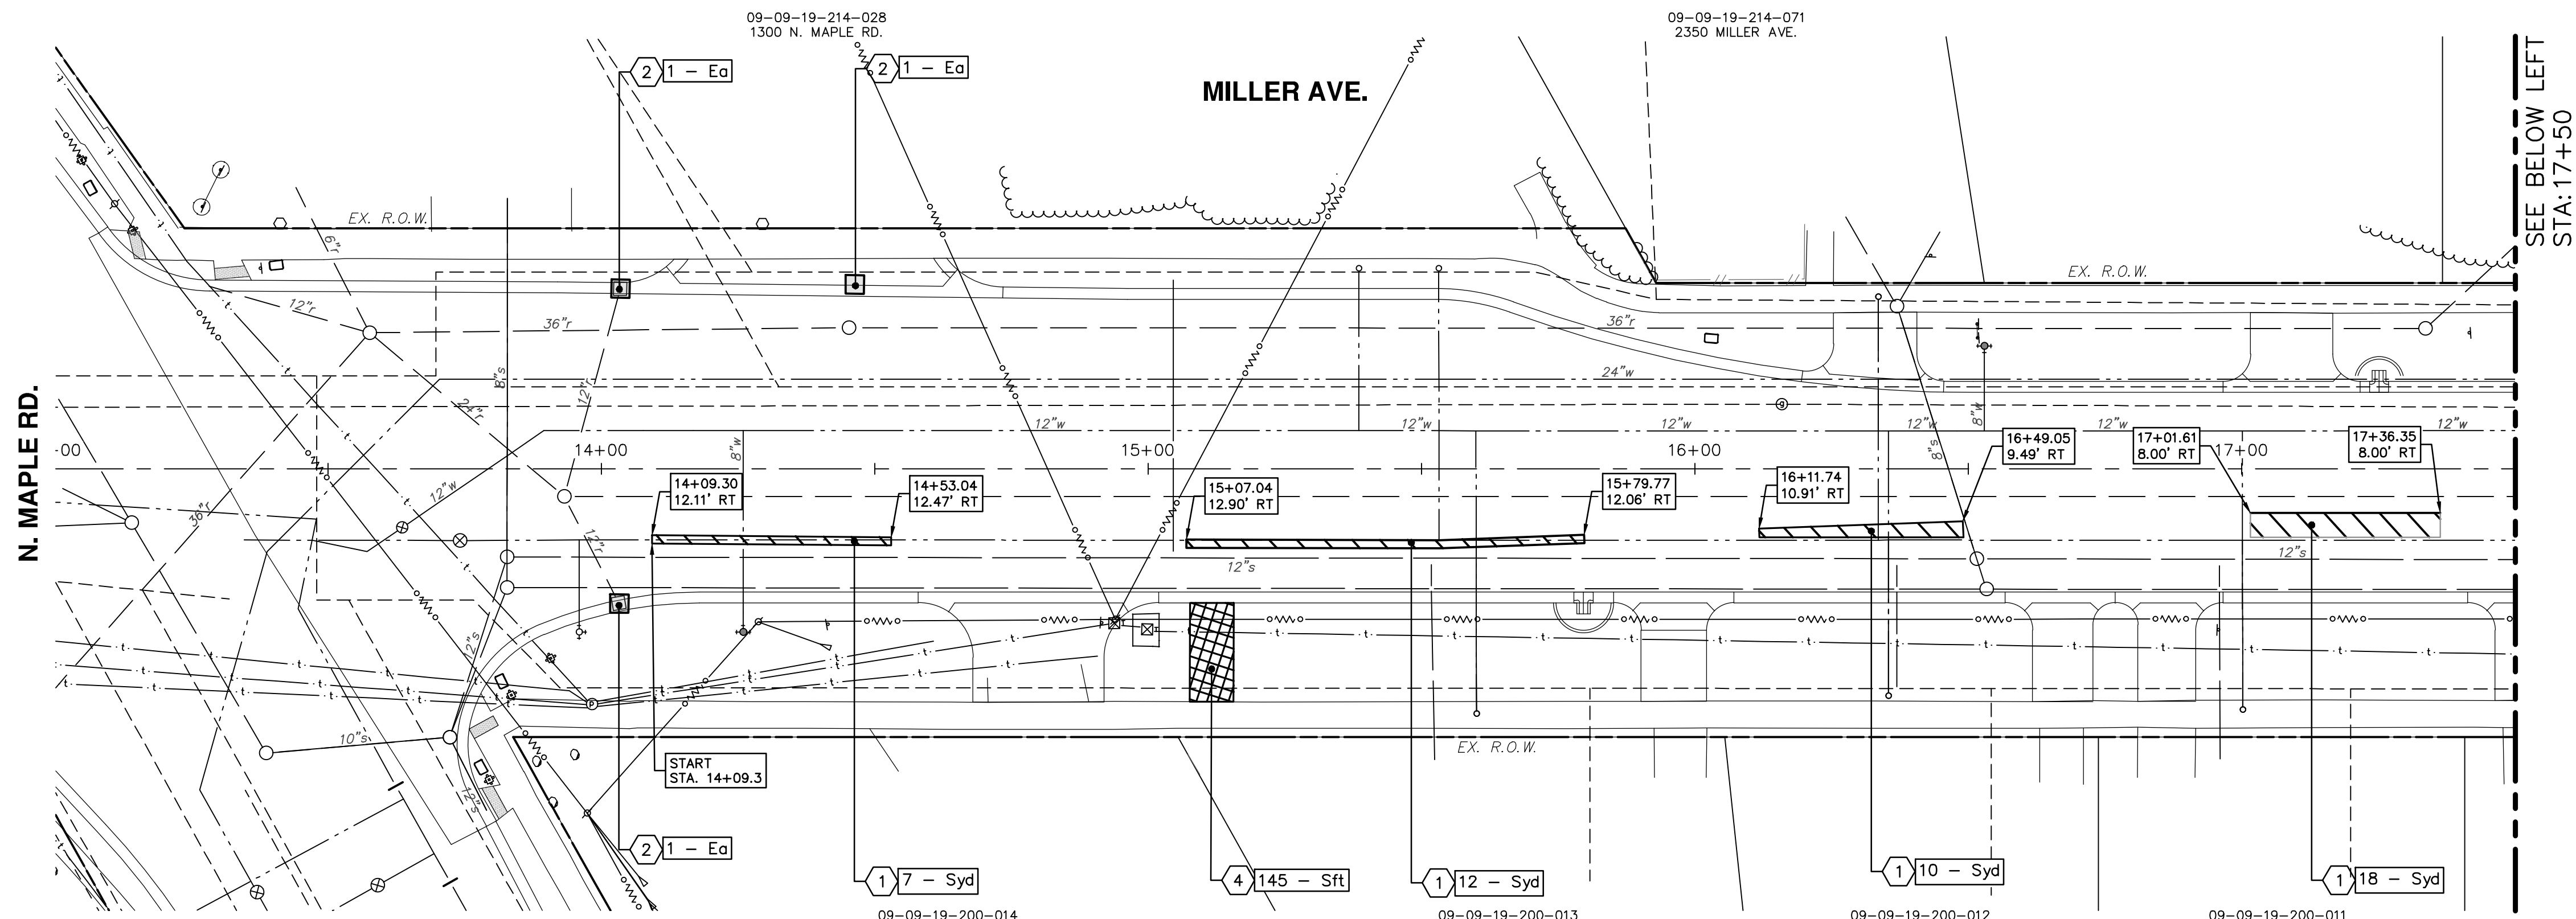 09-09-19-214-028
1300 N. MAPLE RD.
09-09-19-214-071
2350 MILLER AVE.
2 1 - Ea
2 1 - Ea
MILLER AVE.
SEE BELOW LEFT
STA:17+50
EX. R.O.W.
6"r
EX. R.O.W.
12"r
36"r
36"r
8"s
12"r
24"w
24"r
N. MAPLE RD.
12"w
12"w
12"w
12"w
12"w
12"w
8"w
8"w
8"s
-00
14+00
15+00
16+00
17+00
12"w
36"r
14+09.30
12.11' RT
14+53.04
12.47' RT
15+07.04
12.90' RT
15+79.77
12.06' RT
16+11.74
10.91' RT
16+49.05
9.49' RT
17+01.61
8.00' RT
17+36.35
8.00' RT
12"r
12"s
12"s
12"s
10"s
12"s
EX. R.O.W.
START
STA. 14+09.3
2 1 - Ea
1 7 - Syd
4 145 - Sft
1 12 - Syd
1 10 - Syd
1 18 - Syd
09-09-19-200-014
09-09-19-200-013
09-09-19-200-012
09-09-19-200-011